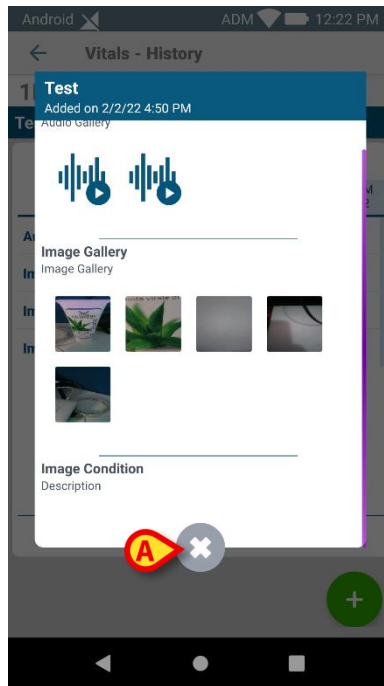 Android ADM 12:22 PM
Vitals - History
Test
Added on 2/2/22 4:50 PM
Te
Audio Gallery
Image Gallery
Image Gallery
Image Condition
Description
A